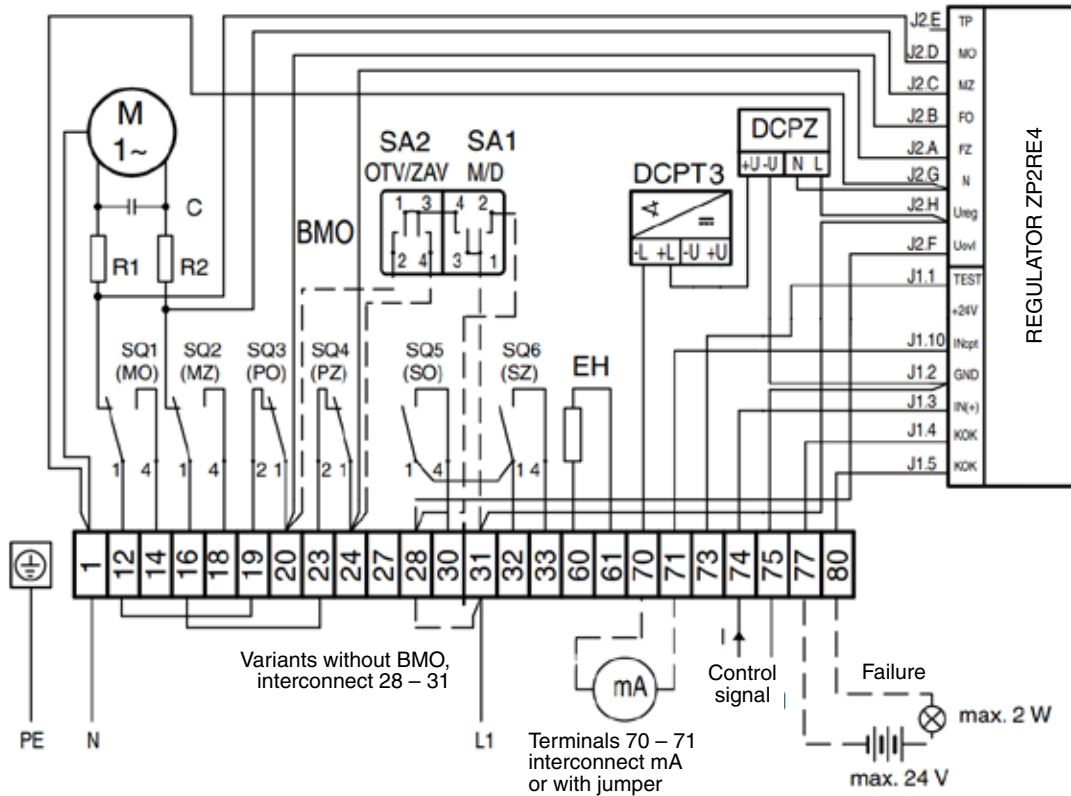 J2.E TP
J2.D MO
J2.C MZ
J2.B FO
J2.A FZ
J2.G N
J2.H Ureg
J2.F Uovl
J1.1 TEST
+24V
J1.10 INcpt
J1.2 GND
J1.3 IN(+)
J1.4 KOK
J1.5 KOK
REGULATOR ZP2RE4
M
1~
C
R1 R2
BMO
SA2 SA1
OTV/ZAV M/D
1 3 4 2
2 4 3 1
DCPT3
-L +L -U +U
DCPZ
+U -U N L
SQ1
(MO)
SQ2
(MZ)
SQ3
(PO)
SQ4
(PZ)
SQ5
(SO)
SQ6
(SZ)
EH
1 4 1 4 2 1 2 1 1 4 1 4
1 12 14 16 18 19 20 23 24 27 28 30 31 32 33 60 61 70 71 73 74 75 77 80
Variants without BMO,
interconnect 28 – 31
PE N L1
mA
Terminals 70 – 71
interconnect mA
or with jumper
I
Control
signal
Failure
max. 2 W
max. 24 V